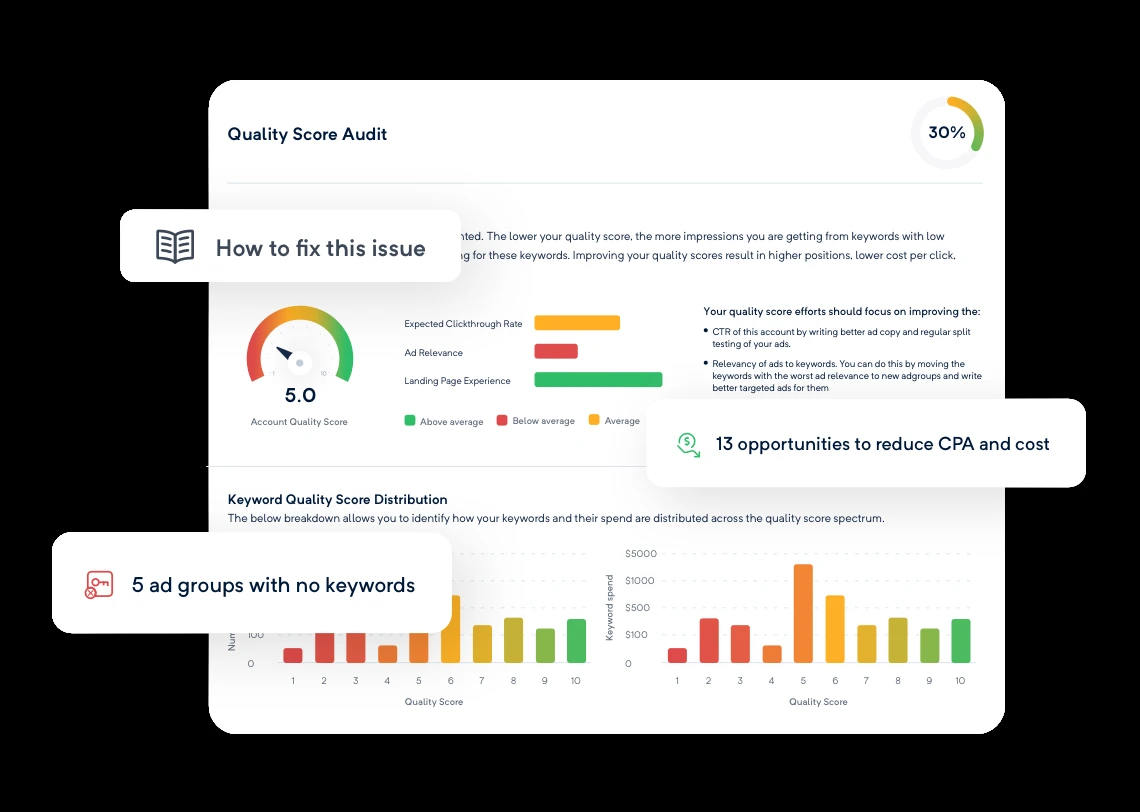 Quality Score Audit
30%
How to fix this issue
The lower your quality score, the more impressions you are getting from keywords with low
for these keywords. Improving your quality scores result in higher positions, lower cost per click,
1
10
5.0
Account Quality Score
Expected Clickthrough Rate
Ad Relevance
Landing Page Experience
Above average
Below average
Average
Your quality score efforts should focus on improving the:
• CTR of this account by writing better ad copy and regular split
testing of your ads.
• Relevancy of ads to keywords. You can do this by moving the
keywords with the worst ad relevance to new adgroups and write
better targeted ads for them
13 opportunities to reduce CPA and cost
Keyword Quality Score Distribution
The below breakdown allows you to identify how your keywords and their spend are distributed across the quality score spectrum.
5 ad groups with no keywords
100
0
1 2 3 4 5 6 7 8 9 10
Quality Score
Keyword spend
$5000
$1000
$500
$100
0
1 2 3 4 5 6 7 8 9 10
Quality Score